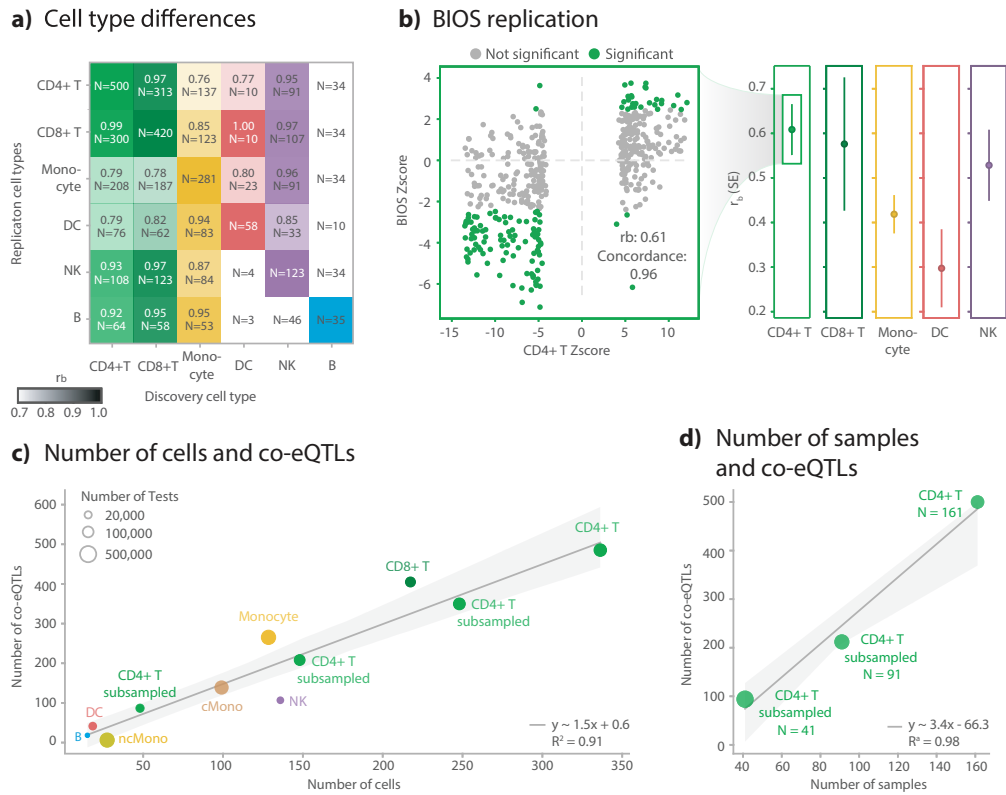 a) Cell type differences
Replicaton cell types
CD4+ T
CD8+ T
Mono-
cyte
DC
NK
B
N=500
0.97
N=313
0.76
N=137
0.77
N=10
0.95
N=91
N=34
0.99
N=300
N=420
0.85
N=123
1.00
N=10
0.97
N=107
N=34
0.79
N=208
0.78
N=187
N=281
0.80
N=23
0.96
N=91
N=34
0.79
N=76
0.82
N=62
0.94
N=83
N=58
0.85
N=33
N=10
0.93
N=108
0.97
N=123
0.87
N=84
N=4
N=123
N=34
0.92
N=64
0.95
N=58
0.95
N=53
N=3
N=46
N=35
CD4+T
CD8+T
Mono-
cyte
DC
NK
B
Discovery cell type
rb
0.7 0.8 0.9 1.0
b) BIOS replication
Not significant
Significant
BIOS Zscore
4
2
0
-2
-4
-6
rb: 0.61
Concordance:
0.96
-15 -10 -5 0 5 10
CD4+ T Zscore
rb (SE)
0.7
0.6
0.5
0.4
0.3
0.2
CD4+ T
CD8+ T
Mono-
cyte
DC
NK
c) Number of cells and co-eQTLs
Number of co-eQTLs
600
500
400
300
200
100
0
Number of Tests
20,000
100,000
500,000
CD4+ T
CD8+ T
CD4+ T
subsampled
Monocyte
CD4+ T
subsampled
CD4+ T
subsampled
cMono
NK
DC
B
ncMono
y ~ 1.5x + 0.6
R² = 0.91
50 100 150 200 250 300 350
Number of cells
d) Number of samples
and co-eQTLs
Number of co-eQTLs
500
400
300
200
100
0
CD4+ T
N = 161
CD4+ T
subsampled
N = 91
CD4+ T
subsampled
N = 41
y ~ 3.4x - 66.3
Rª = 0.98
40 60 80 100 120 140 160
Number of samples